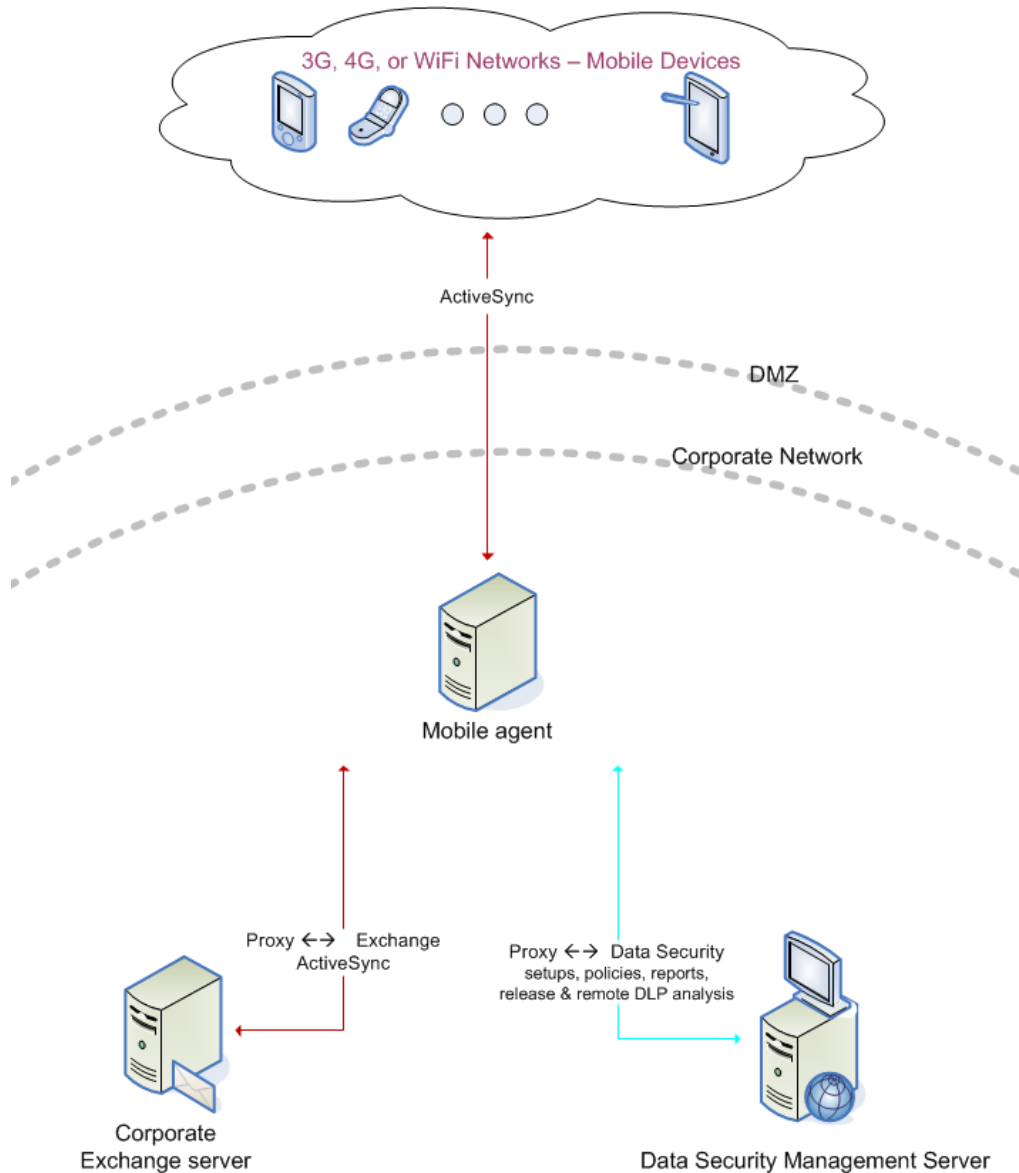 3G, 4G, or WiFi Networks – Mobile Devices
ActiveSync
DMZ
Corporate Network
Mobile agent
Proxy ←→ Exchange
ActiveSync
Proxy ←→ Data Security
setups, policies, reports,
release & remote DLP analysis
Corporate
Exchange server
Data Security Management Server